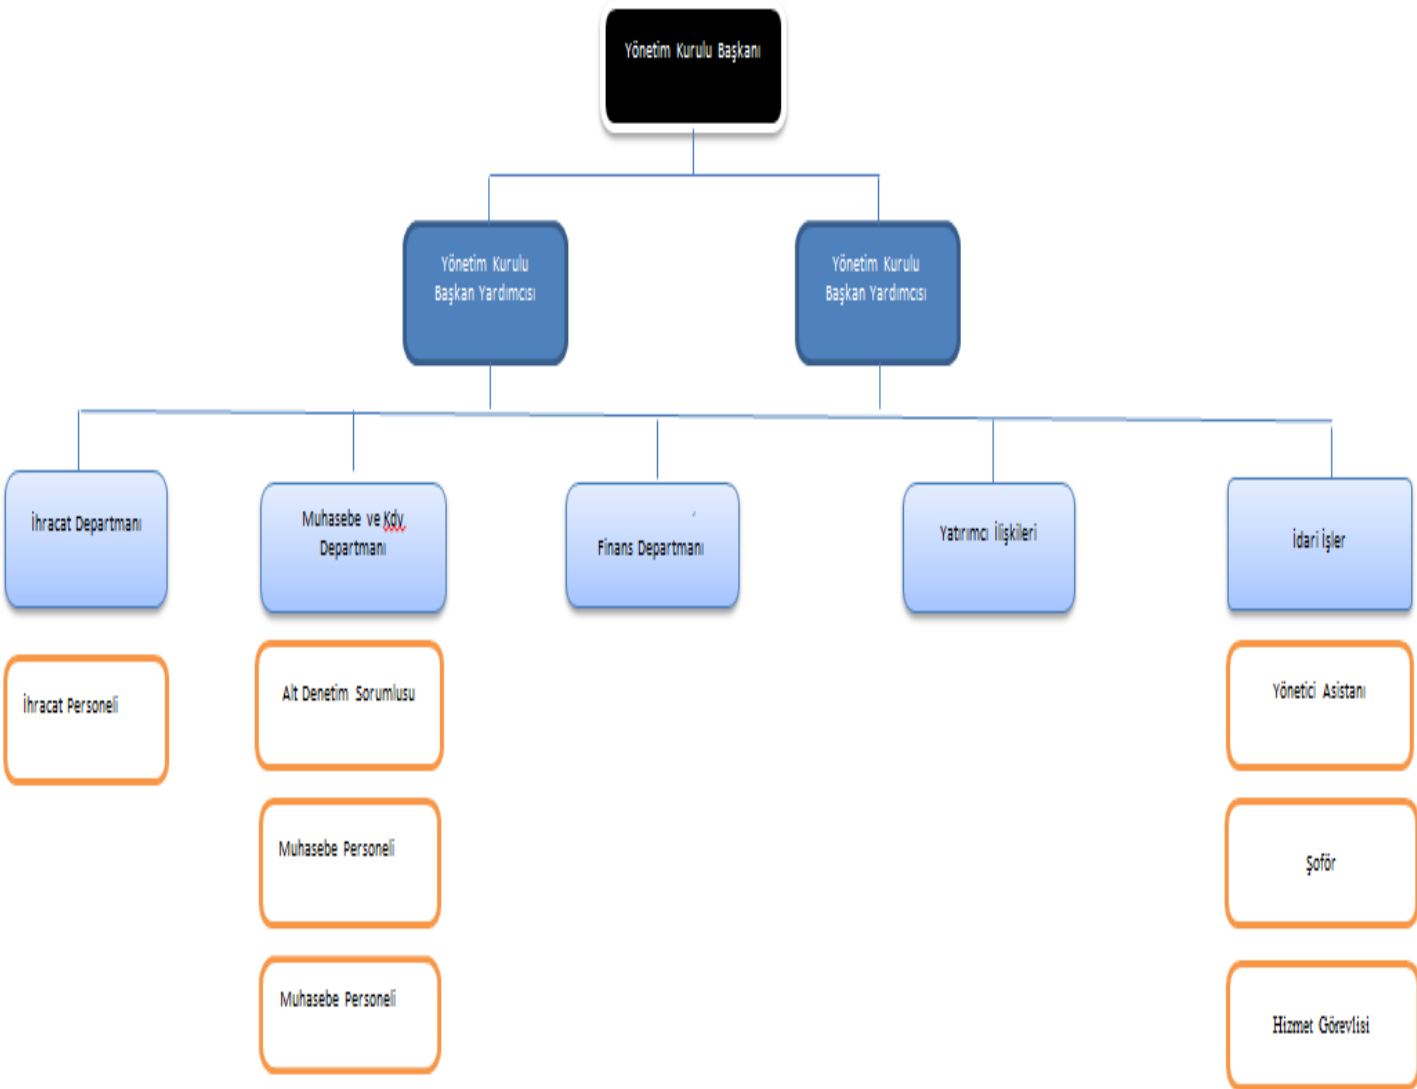 Yönetim Kurulu Başkanı
Yönetim Kurulu
Başkan Yardımcısı
Yönetim Kurulu
Başkan Yardımcısı
İhracat Departmanı
Muhasebe ve Kdv.
Departmanı
Finans Departmanı
Yatırımcı İlişkileri
İdari İşler
İhracat Personeli
Alt Denetim Sorumlusu
Yönetici Asistanı
Muhasebe Personeli
Şoför
Muhasebe Personeli
Hizmet Görevlisi